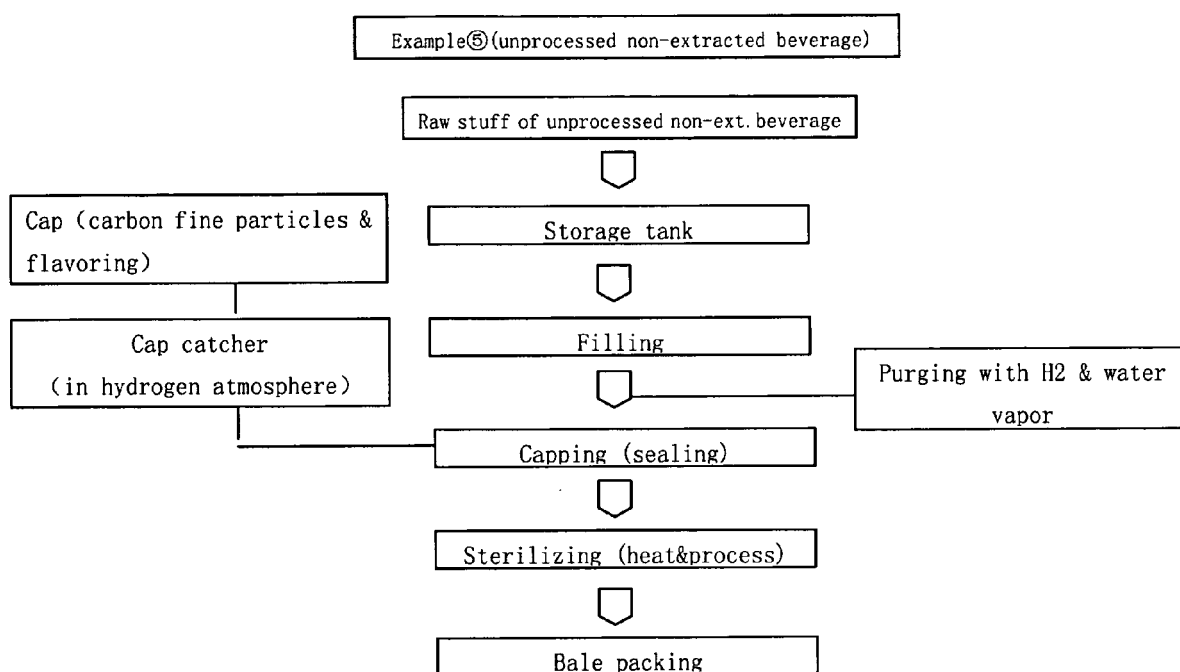 Example⑤(unprocessed non-extracted beverage)
Raw stuff of unprocessed non-ext. beverage
Cap (carbon fine particles &
flavoring)
Storage tank
Cap catcher
(in hydrogen atmosphere)
Filling
Purging with H2 & water
vapor
Capping (sealing)
Sterilizing (heat&process)
Bale packing